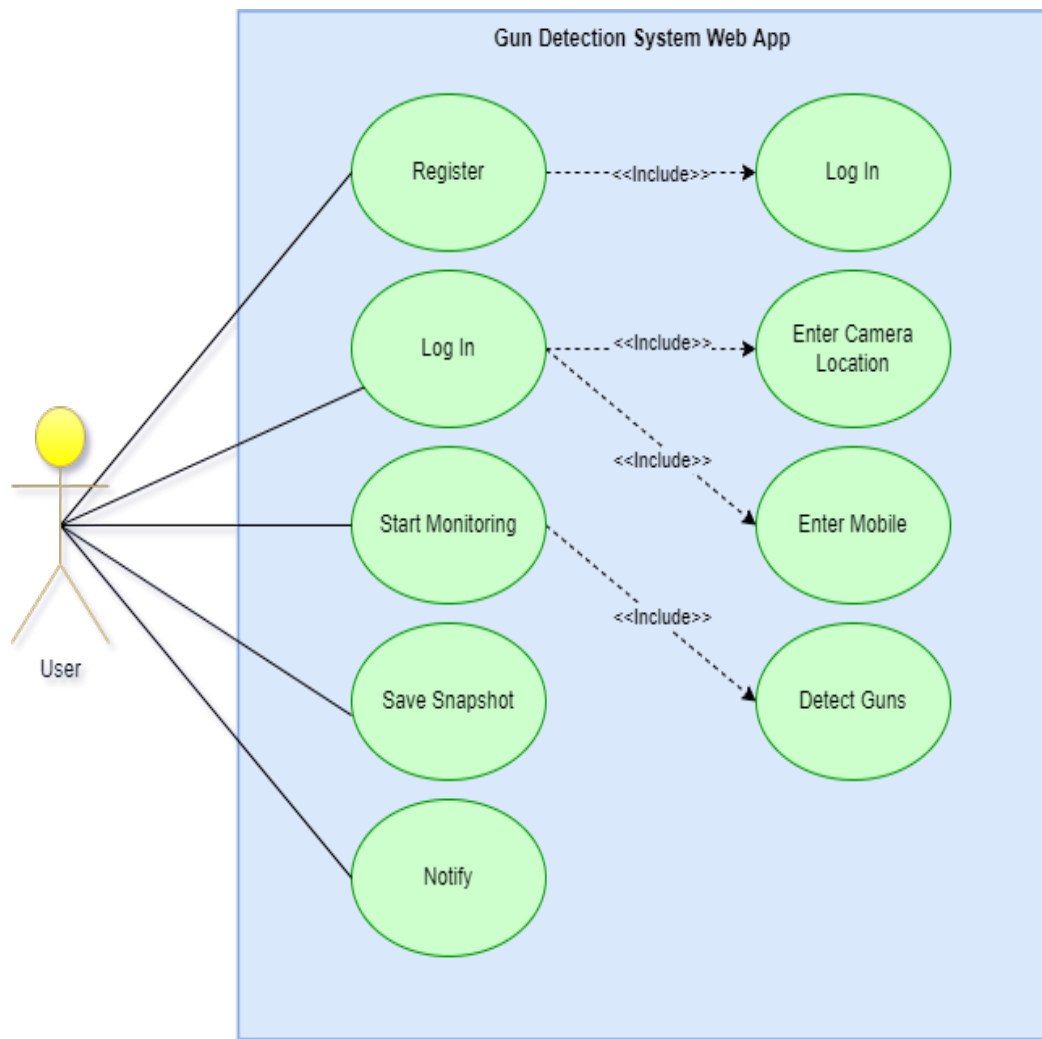 Gun Detection System Web App
Register
<<Include>>
Log In
Log In
<<Include>>
Enter Camera
Location
<<Include>>
Start Monitoring
Enter Mobile
<<Include>>
User
Save Snapshot
Detect Guns
Notify